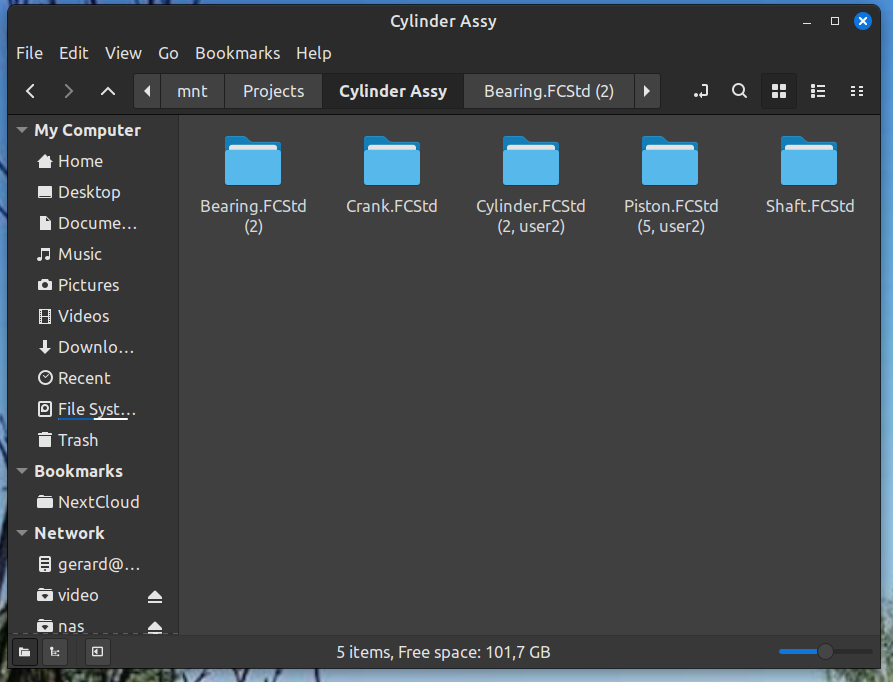 Cylinder Assy
File Edit View Go Bookmarks Help
mnt Projects Cylinder Assy Bearing.FCStd (2)
My Computer
Home
Desktop
Docume...
Music
Pictures
Videos
Downlo...
Recent
File Syst...
Trash
Bookmarks
NextCloud
Network
gerard@...
video
nas
Bearing.FCStd
(2)
Crank.FCStd
Cylinder.FCStd
(2, user2)
Piston.FCStd
(5, user2)
Shaft.FCStd
5 items, Free space: 101,7 GB